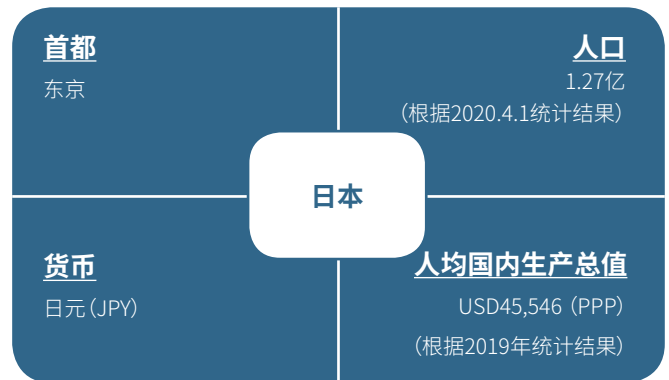 首都
东京
人口
1.27亿
（根据2020.4.1统计结果）
日本
货币
日元（JPY）
人均国内生产总值
USD45,546（PPP）
（根据2019年统计结果）